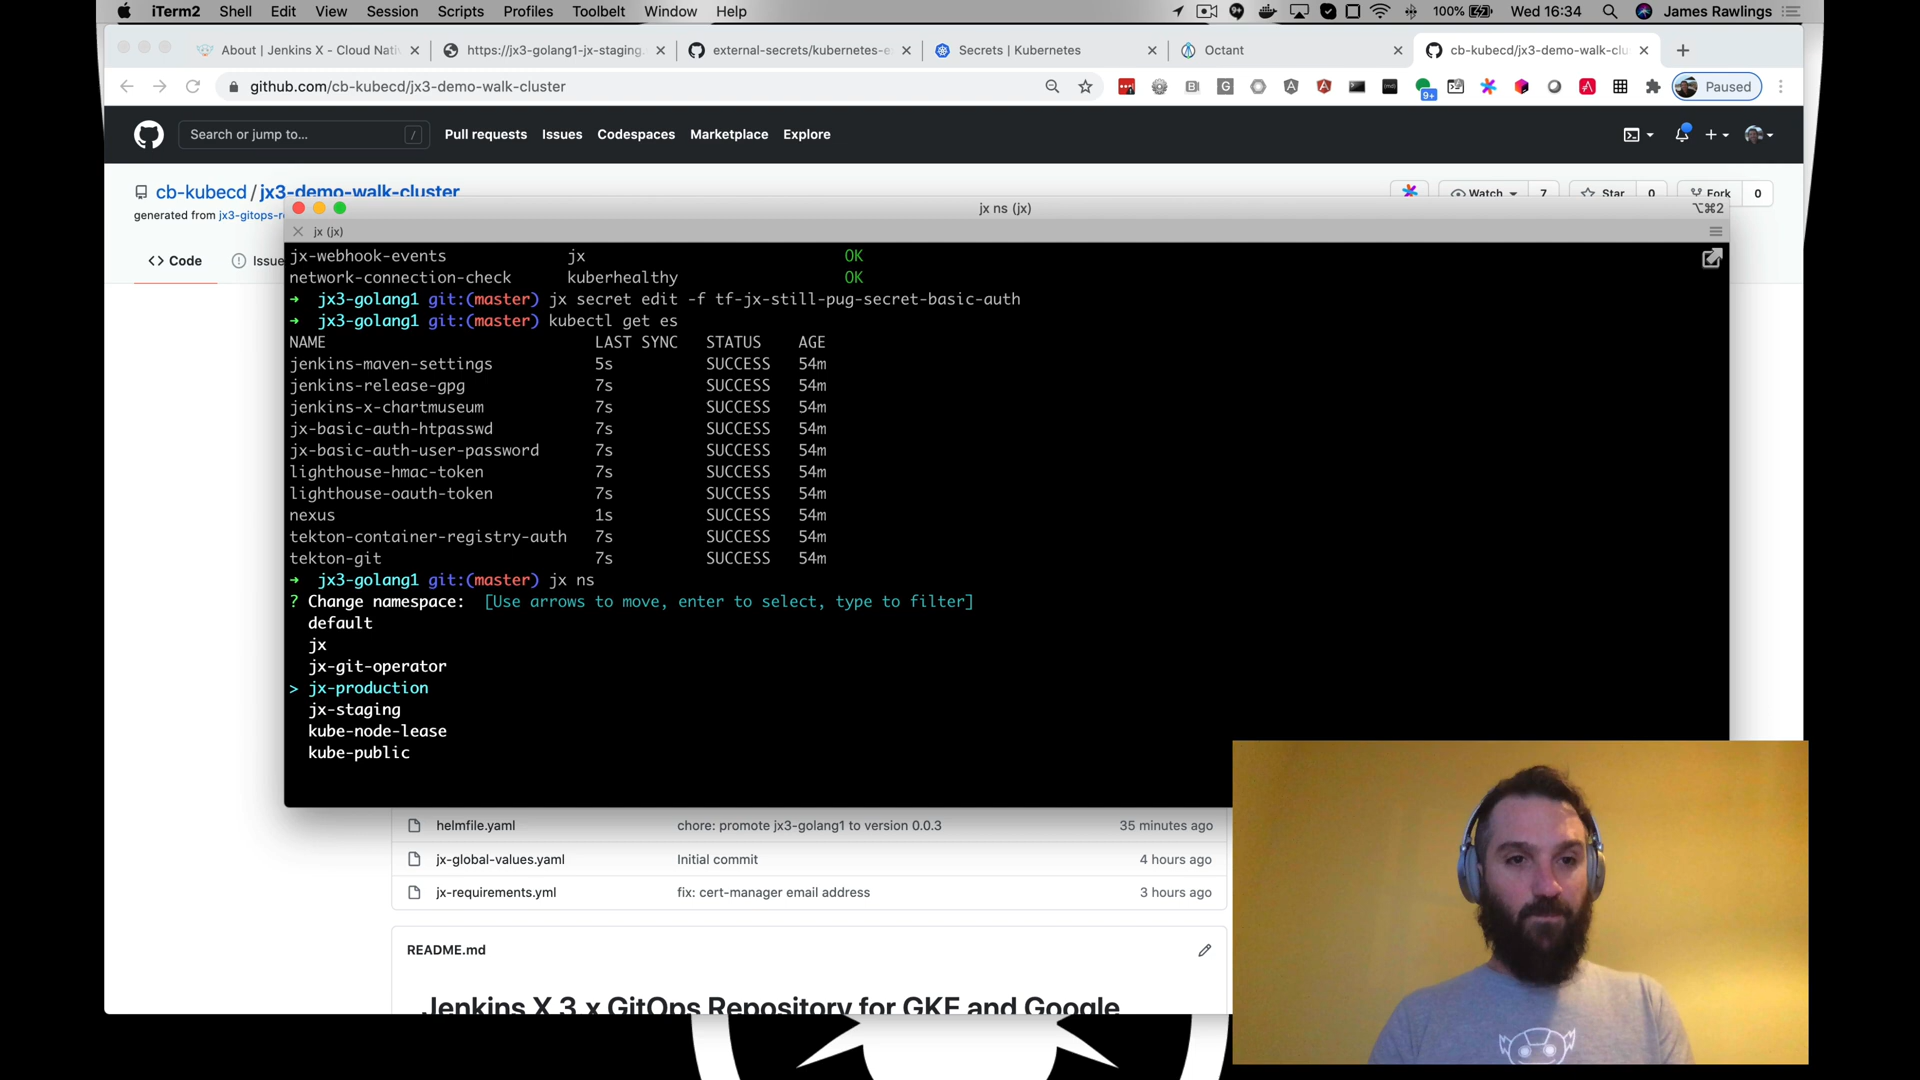 iTerm2 Shell Edit View Session Scripts Profiles Toolbelt Window Help 100% Wed 16:34 James Rawlings
About | Jenkins X - Cloud Nati
https://jx3-golang1-jx-staging.
external-secrets/kubernetes-e
Secrets | Kubernetes
Octant
cb-kubecd/jx3-demo-walk-clu
github.com/cb-kubecd/jx3-demo-walk-cluster
9+
Paused
Search or jump to... /
Pull requests Issues Codespaces Marketplace Explore
cb-kubecd / jx3-demo-walk-cluster
Watch 7 Star 0 Fork 0
generated from jx3-gitops-re
Code
Issue
jx ns (jx)
⌥⌘2
jx (jx)
jx-webhook-events jx OK
network-connection-check kuberhealthy OK
→ jx3-golang1 git:(master) jx secret edit -f tf-jx-still-pug-secret-basic-auth
→ jx3-golang1 git:(master) kubectl get es
NAME LAST SYNC STATUS AGE
jenkins-maven-settings 5s SUCCESS 54m
jenkins-release-gpg 7s SUCCESS 54m
jenkins-x-chartmuseum 7s SUCCESS 54m
jx-basic-auth-htpasswd 7s SUCCESS 54m
jx-basic-auth-user-password 7s SUCCESS 54m
lighthouse-hmac-token 7s SUCCESS 54m
lighthouse-oauth-token 7s SUCCESS 54m
nexus 1s SUCCESS 54m
tekton-container-registry-auth 7s SUCCESS 54m
tekton-git 7s SUCCESS 54m
→ jx3-golang1 git:(master) jx ns
? Change namespace: [Use arrows to move, enter to select, type to filter]
default
jx
jx-git-operator
> jx-production
jx-staging
kube-node-lease
kube-public
helmfile.yaml chore: promote jx3-golang1 to version 0.0.3 35 minutes ago
jx-global-values.yaml Initial commit 4 hours ago
jx-requirements.yml fix: cert-manager email address 3 hours ago
README.md
Jenkins X 3.x GitOps Repository for GKE and Google